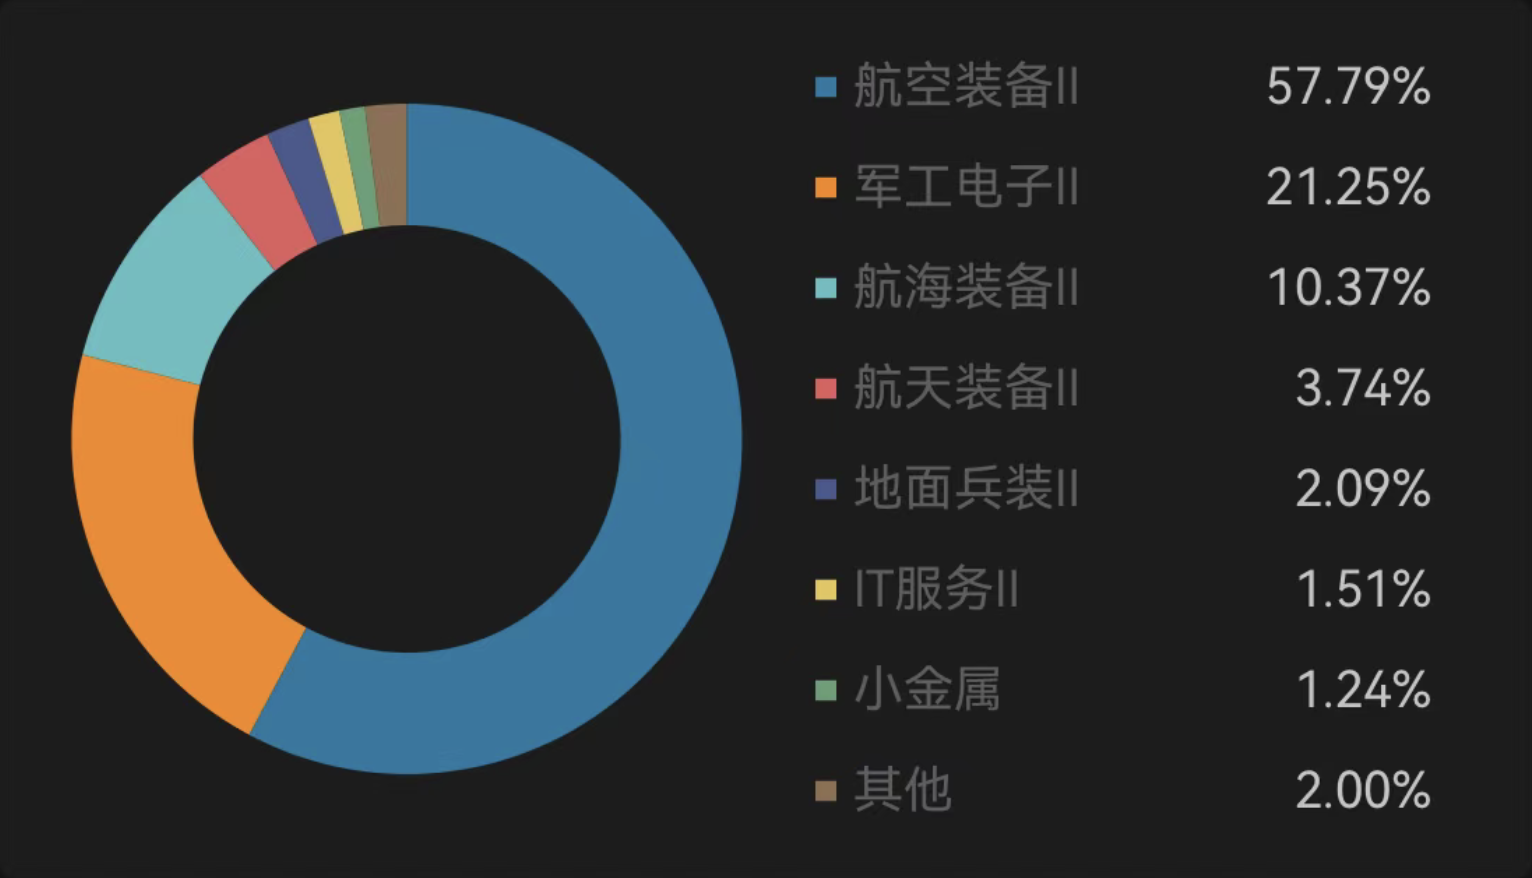 航空装备II 57.79%
军工电子II 21.25%
航海装备II 10.37%
航天装备II 3.74%
地面兵装II 2.09%
IT服务II 1.51%
小金属 1.24%
其他 2.00%